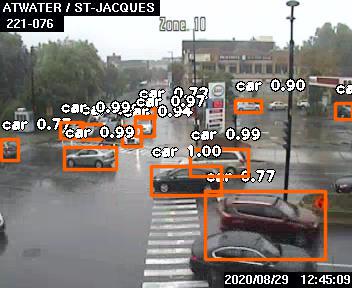 ATWATER / ST-JACQUES
221-076
Zone 10
car 0.90
car 0.99
car 0.72
car 0.97
car 0.94
car 0.77
car 0.99
car 0.99
car 1.00
car 0.77
2020/08/29 12:45:09